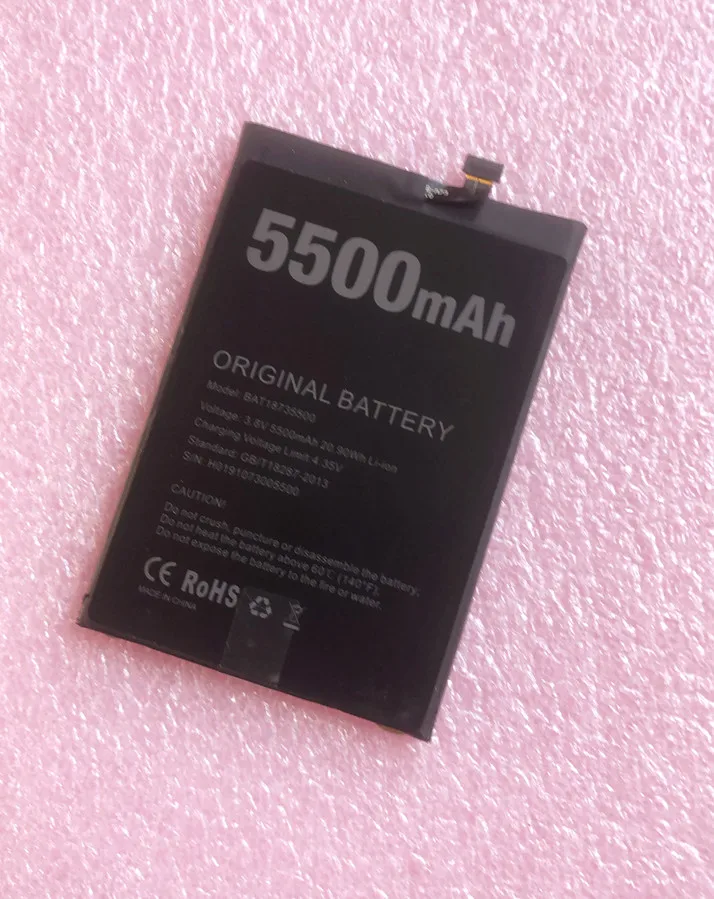 5500mAh
ORIGINAL BATTERY
Model: BAT18735500
Voltage: 3.8V 5500mAh 20.90Wh Li-ion
Charging Voltage Limit 4.35V
Standard: GB/T18287-2013
S/N: H0191073005500
CAUTION:
Do not crush, puncture or disassemble the battery.
Do not heat the battery above 60℃ (140°F).
Do not expose the battery to the fire or water.
CE RoHS
MADE IN CHINA